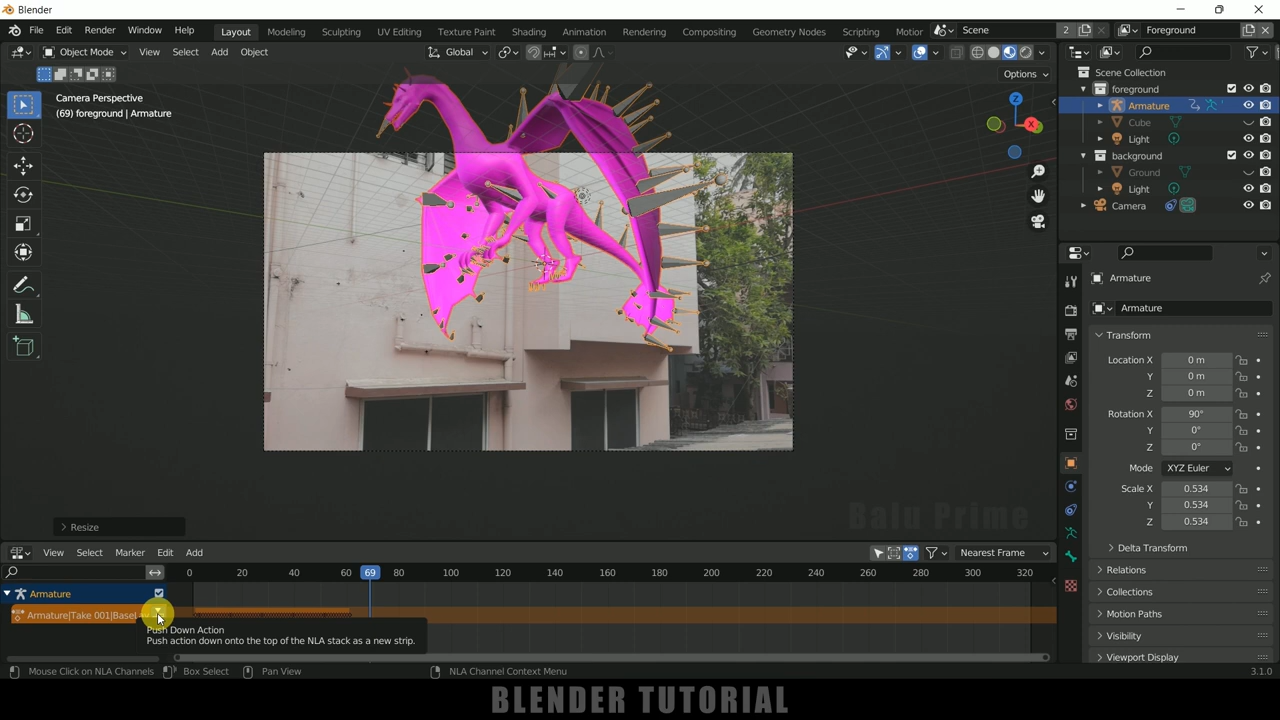 Blender
File Edit Render Window Help Layout Modeling Sculpting UV Editing Texture Paint Shading Animation Rendering Compositing Geometry Nodes Scripting Motion Scene 2 Foreground
Object Mode View Select Add Object Global
Options
Camera Perspective
(69) foreground | Armature
Z
X
Scene Collection
foreground
Armature
Cube
Light
background
Ground
Light
Camera
Armature
Armature
Transform
Location X 0 m
Y 0 m
Z 0 m
Rotation X 90°
Y 0°
Z 0°
Mode XYZ Euler
Scale X 0.534
Y 0.534
Z 0.534
Delta Transform
Relations
Collections
Motion Paths
Visibility
Viewport Display
Balu Prime
Resize
View Select Marker Edit Add Nearest Frame
0 20 40 60 69 80 100 120 140 160 180 200 220 240 260 280 300 320
Armature
Armature|Take 001|BaseL
Push Down Action
Push action down onto the top of the NLA stack as a new strip.
Mouse Click on NLA Channels Box Select Pan View NLA Channel Context Menu 3.1.0
BLENDER TUTORIAL